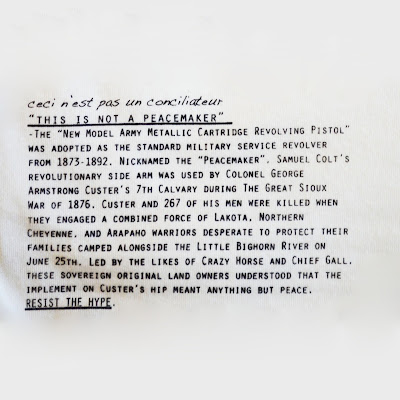 ceci n'est pas un conciliateur
"THIS IS NOT A PEACEMAKER"
-THE "NEW MODEL ARMY METALLIC CARTRIDGE REVOLVING PISTOL"
WAS ADOPTED AS THE STANDARD MILITARY SERVICE REVOLVER
FROM 1873-1892. NICKNAMED THE "PEACEMAKER". SAMUEL COLT'S
REVOLUTIONARY SIDE ARM WAS USED BY COLONEL GEORGE
ARMSTRONG CUSTER'S 7TH CALVARY DURING THE GREAT SIOUX
WAR OF 1876. CUSTER AND 267 OF HIS MEN WERE KILLED WHEN
THEY ENGAGED A COMBINED FORCE OF LAKOTA, NORTHERN
CHEYENNE, AND ARAPAHO WARRIORS DESPERATE TO PROTECT THEIR
FAMILIES CAMPED ALONGSIDE THE LITTLE BIGHORN RIVER ON
JUNE 25TH. LED BY THE LIKES OF CRAZY HORSE AND CHIEF GALL,
THESE SOVEREIGN ORIGINAL LAND OWNERS UNDERSTOOD THAT THE
IMPLEMENT ON CUSTER'S HIP MEANT ANYTHING BUT PEACE.
RESIST THE HYPE.